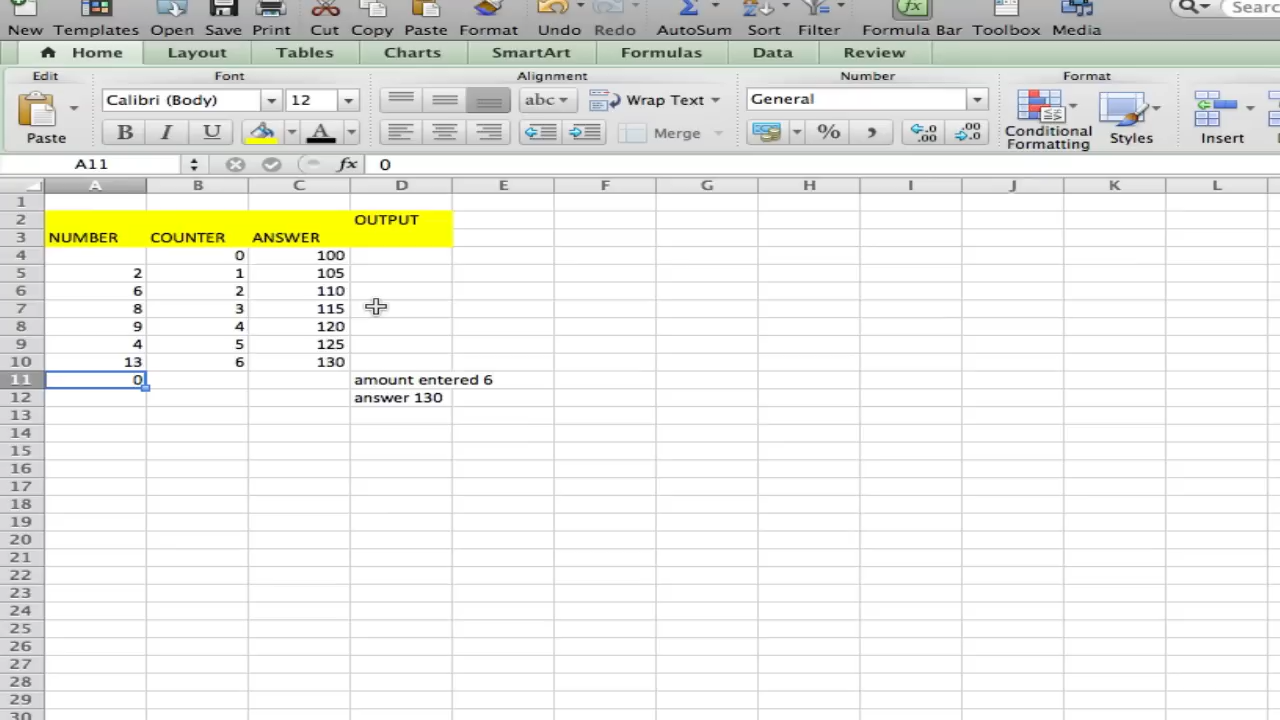 New Templates Open Save Print Cut Copy Paste Format Undo Redo AutoSum Sort Filter Formula Bar Toolbox Media Searc
Home Layout Tables Charts SmartArt Formulas Data Review
Edit Font Alignment Number Format
Calibri (Body) 12 abc Wrap Text General
Paste B I U A Merge % Conditional Formatting Styles Insert
A11 fx 0
A B C D E F G H I J K L
1
2 OUTPUT
3 NUMBER COUNTER ANSWER
4 0 100
5 2 1 105
6 6 2 110
7 8 3 115
8 9 4 120
9 4 5 125
10 13 6 130
11 0 amount entered 6
12 answer 130
13
14
15
16
17
18
19
20
21
22
23
24
25
26
27
28
29
30